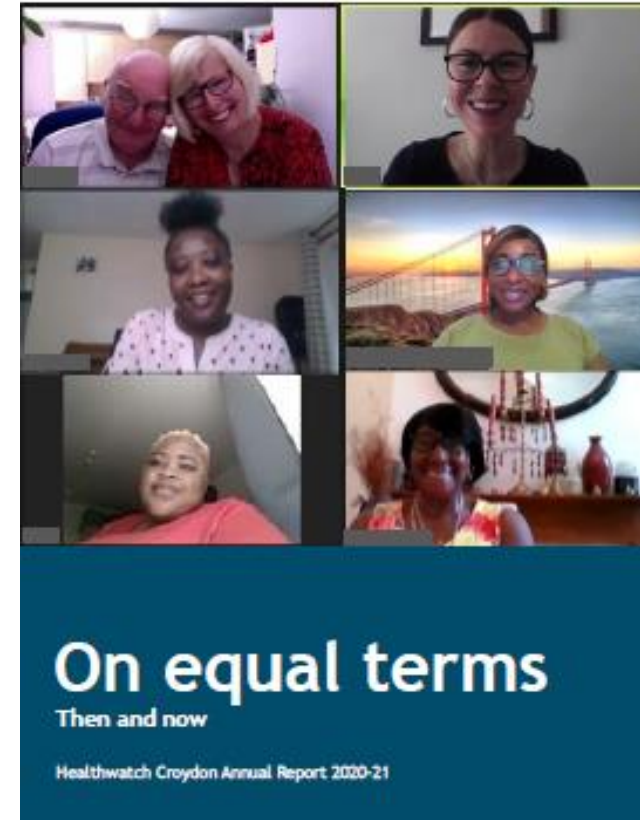 On equal terms
Then and now
Healthwatch Croydon Annual Report 2020-21